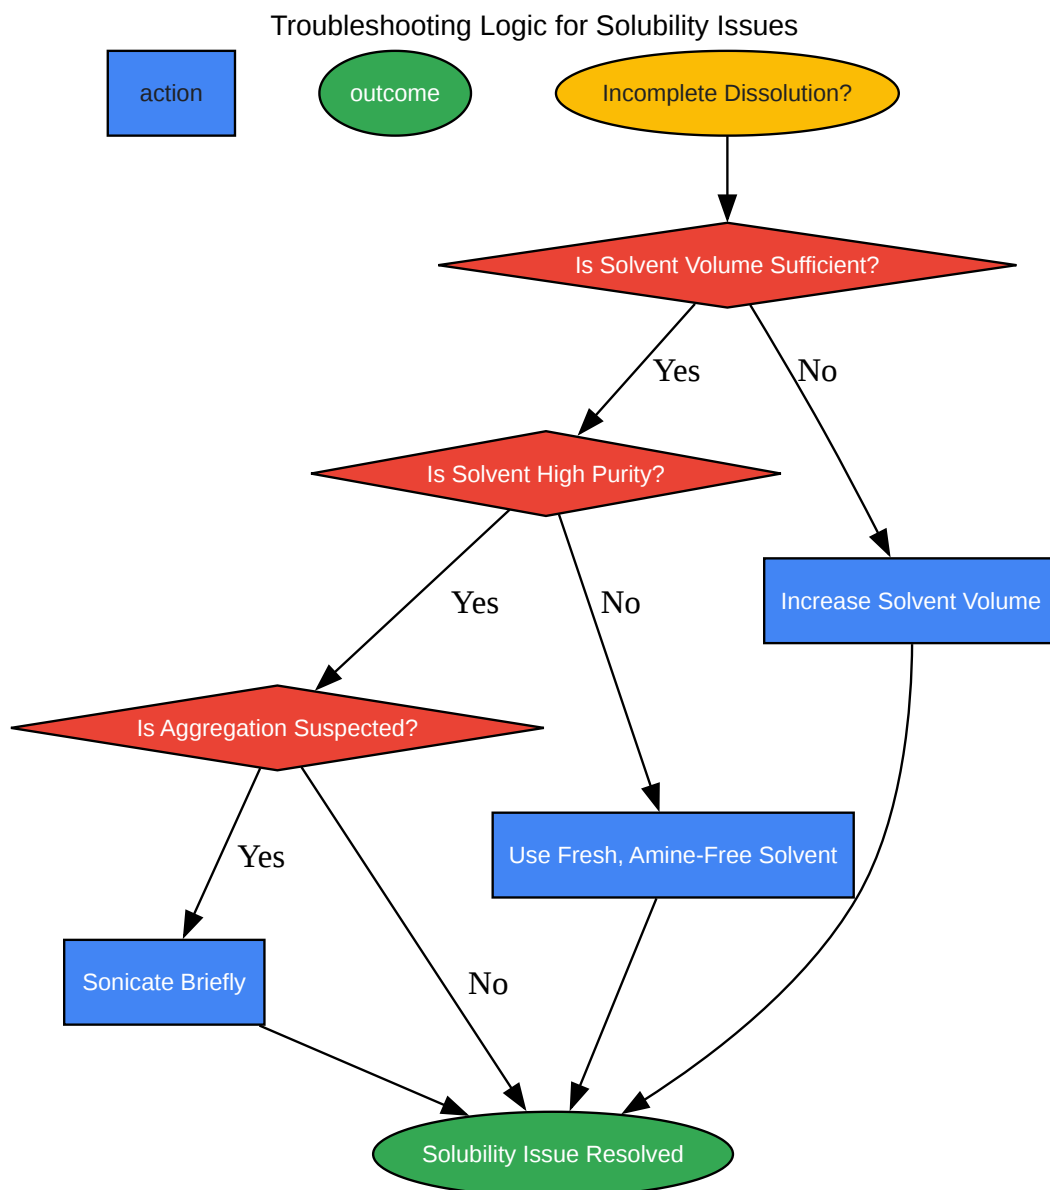 Troubleshooting Logic for Solubility Issues
action
outcome
Incomplete Dissolution?
Is Solvent Volume Sufficient?
Yes
No
Is Solvent High Purity?
Yes
No
Increase Solvent Volume
Is Aggregation Suspected?
Yes
No
Use Fresh, Amine-Free Solvent
Sonicate Briefly
Solubility Issue Resolved